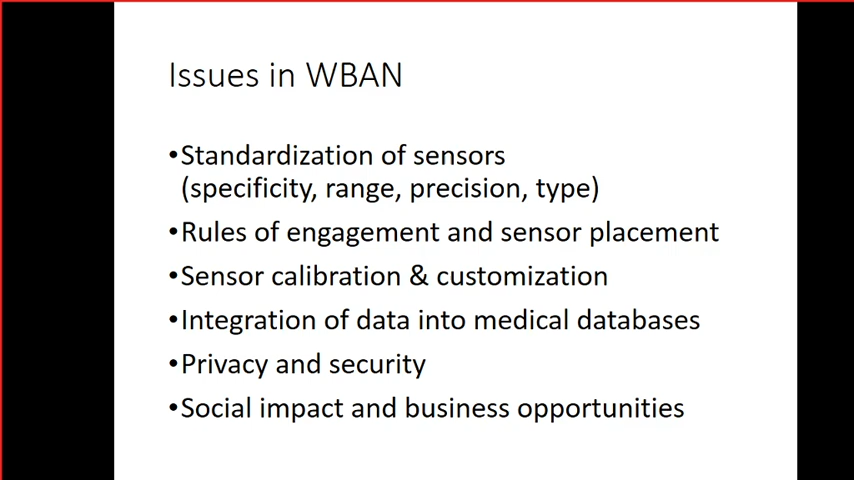 Issues in WBAN
•Standardization of sensors
(specificity, range, precision, type)
•Rules of engagement and sensor placement
•Sensor calibration & customization
•Integration of data into medical databases
•Privacy and security
•Social impact and business opportunities